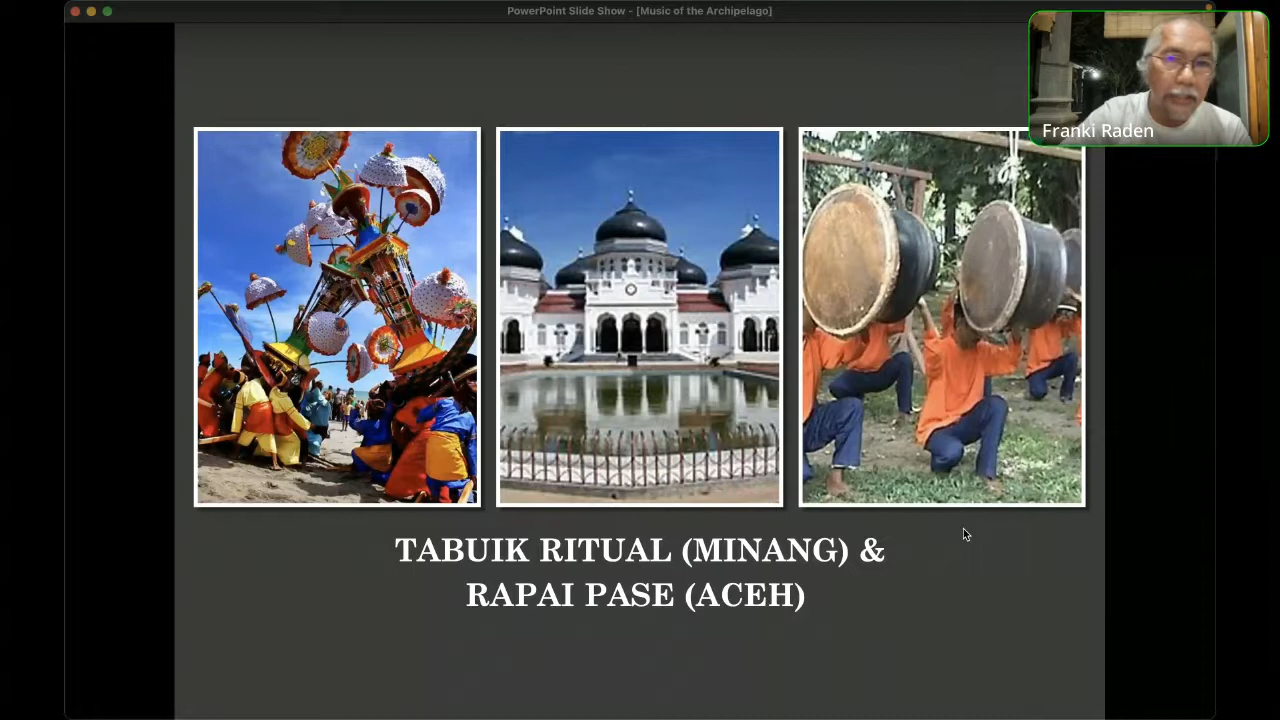 PowerPoint Slide Show - [Music of the Archipelago]
Franki Raden
TABUIK RITUAL (MINANG) &
RAPAI PASE (ACEH)